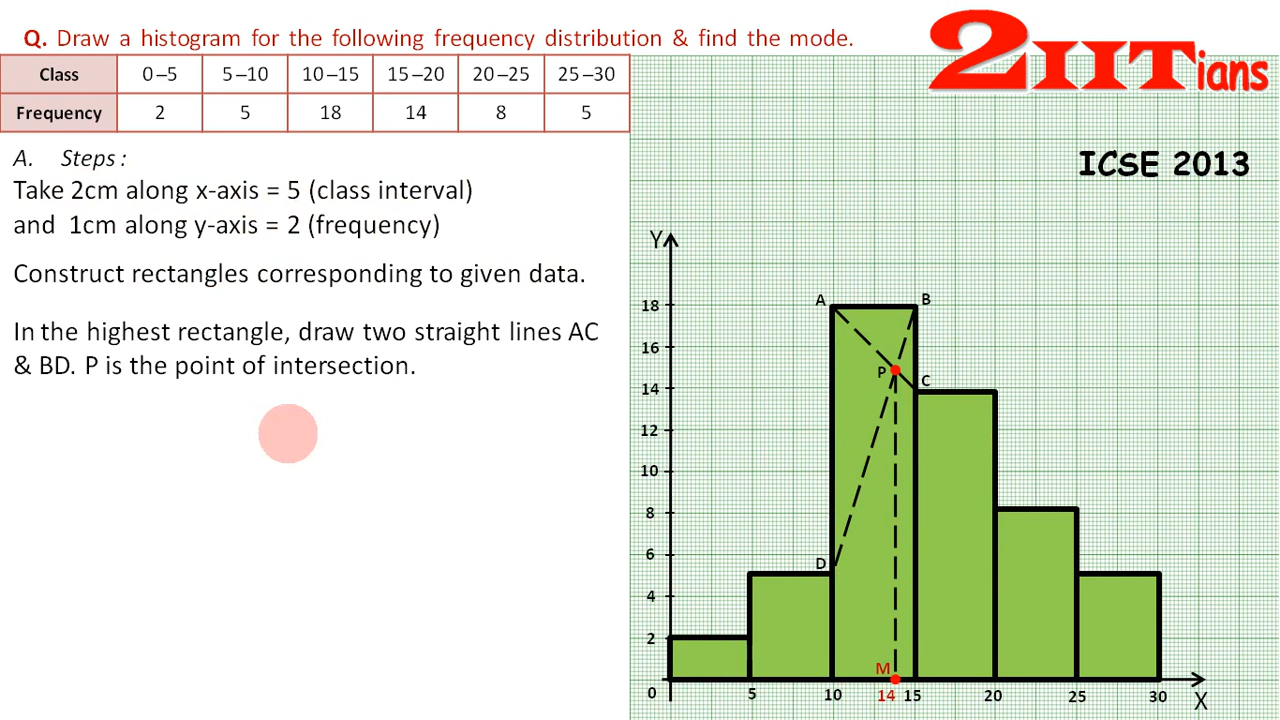 Q. Draw a histogram for the following frequency distribution & find the mode.
2IITians
Class 0–5 5–10 10–15 15–20 20–25 25–30
Frequency 2 5 18 14 8 5
ICSE 2013
A. Steps :
Take 2cm along x-axis = 5 (class interval)
and 1cm along y-axis = 2 (frequency)
Construct rectangles corresponding to given data.
In the highest rectangle, draw two straight lines AC
& BD. P is the point of intersection.
Y
A B
18
16
P
C
14
12
10
8
6
D
4
2
M
0 5 10 14 15 20 25 30 X